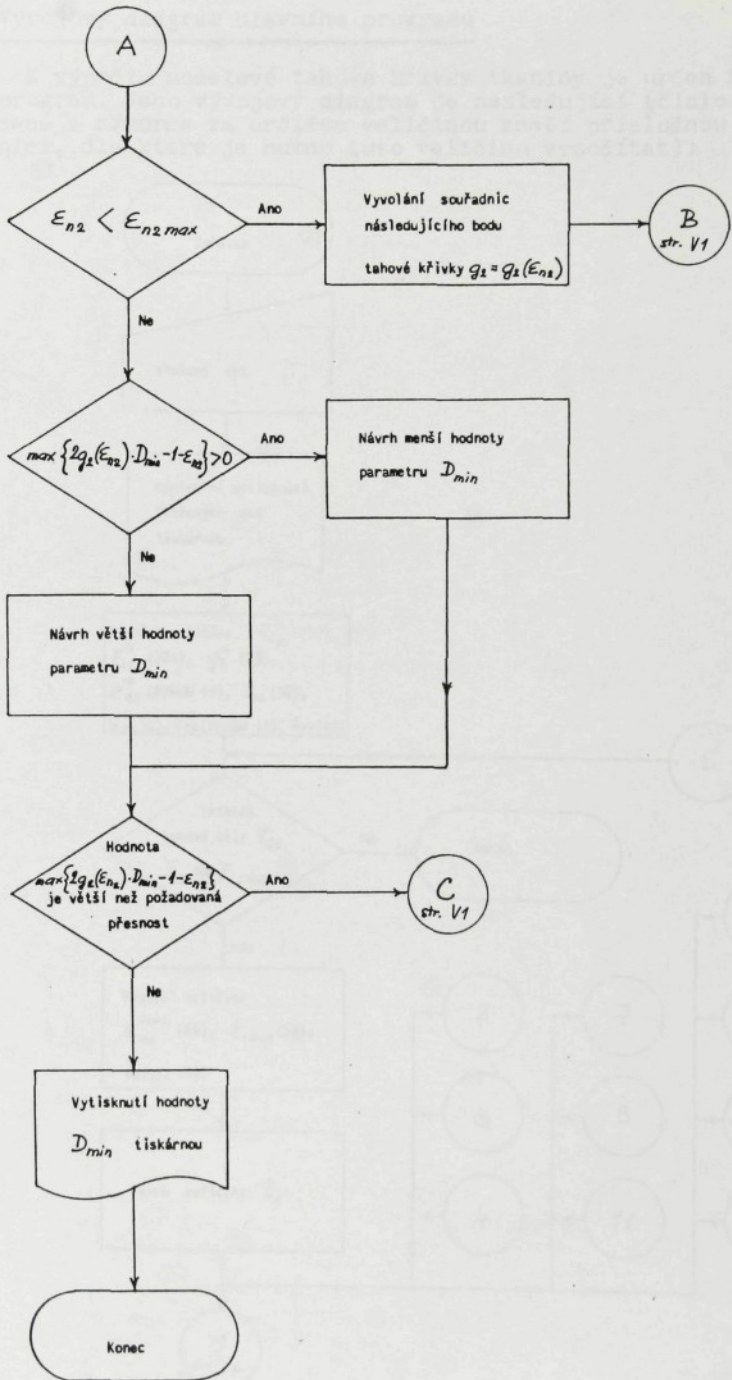 A
ε_n2 < ε_n2 max
Ano
Vyvolání souřadnic
následujícího bodu
tahové křivky g_2 = g_2(ε_n2)
B
str. V1
Ne
max{2g_2(ε_n2)·D_min-1-ε_n2}>0
Ano
Návrh menší hodnoty
parametru D_min
Ne
Návrh větší hodnoty
parametru D_min
Hodnota
max{2g_2(ε_n2)·D_min-1-ε_n2}
je větší než požadovaná
přesnost
Ano
C
str. V1
Ne
Vytisknutí hodnoty
D_min tiskárnou
Konec